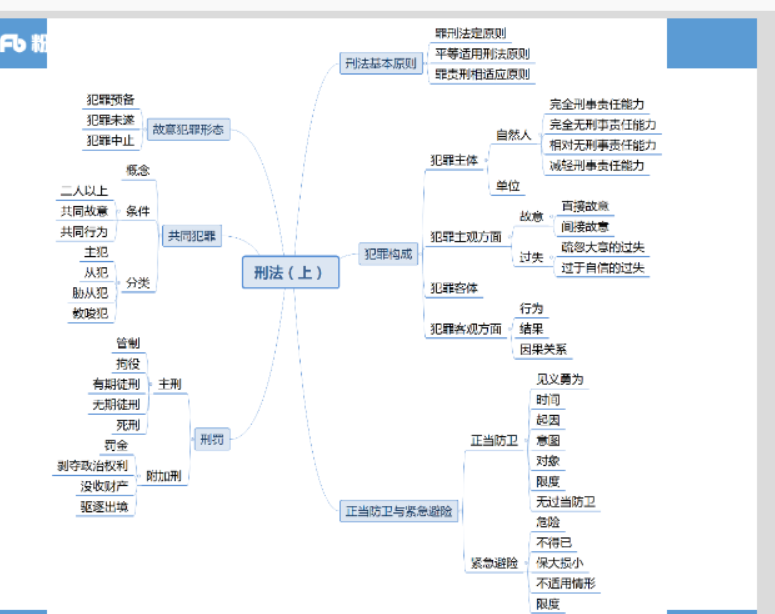 Fb 粉
刑法（上）
刑法基本原则
罪刑法定原则
平等适用刑法原则
罪责刑相适应原则
犯罪构成
犯罪主体
自然人
完全刑事责任能力
完全无刑事责任能力
相对无刑事责任能力
减轻刑事责任能力
单位
犯罪主观方面
故意
直接故意
间接故意
过失
疏忽大意的过失
过于自信的过失
犯罪客体
犯罪客观方面
行为
结果
因果关系
正当防卫与紧急避险
正当防卫
见义勇为
时间
起因
意图
对象
限度
无过当防卫
紧急避险
危险
不得已
保大损小
不适用情形
限度
故意犯罪形态
犯罪预备
犯罪未遂
犯罪中止
共同犯罪
概念
条件
二人以上
共同故意
共同行为
分类
主犯
从犯
胁从犯
教唆犯
刑罚
主刑
管制
拘役
有期徒刑
无期徒刑
死刑
附加刑
罚金
剥夺政治权利
没收财产
驱逐出境